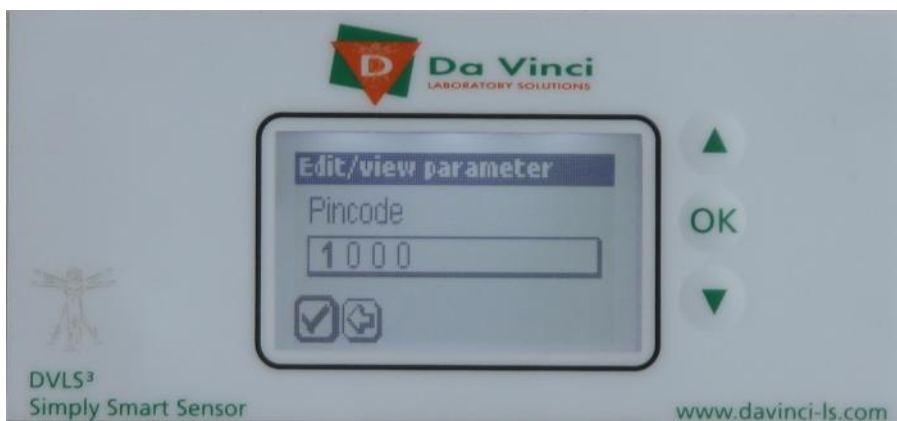 D
Da Vinci
LABORATORY SOLUTIONS
Edit/view parameter
Pincode
1000
OK
DVLS³
Simply Smart Sensor
www.davinci-ls.com